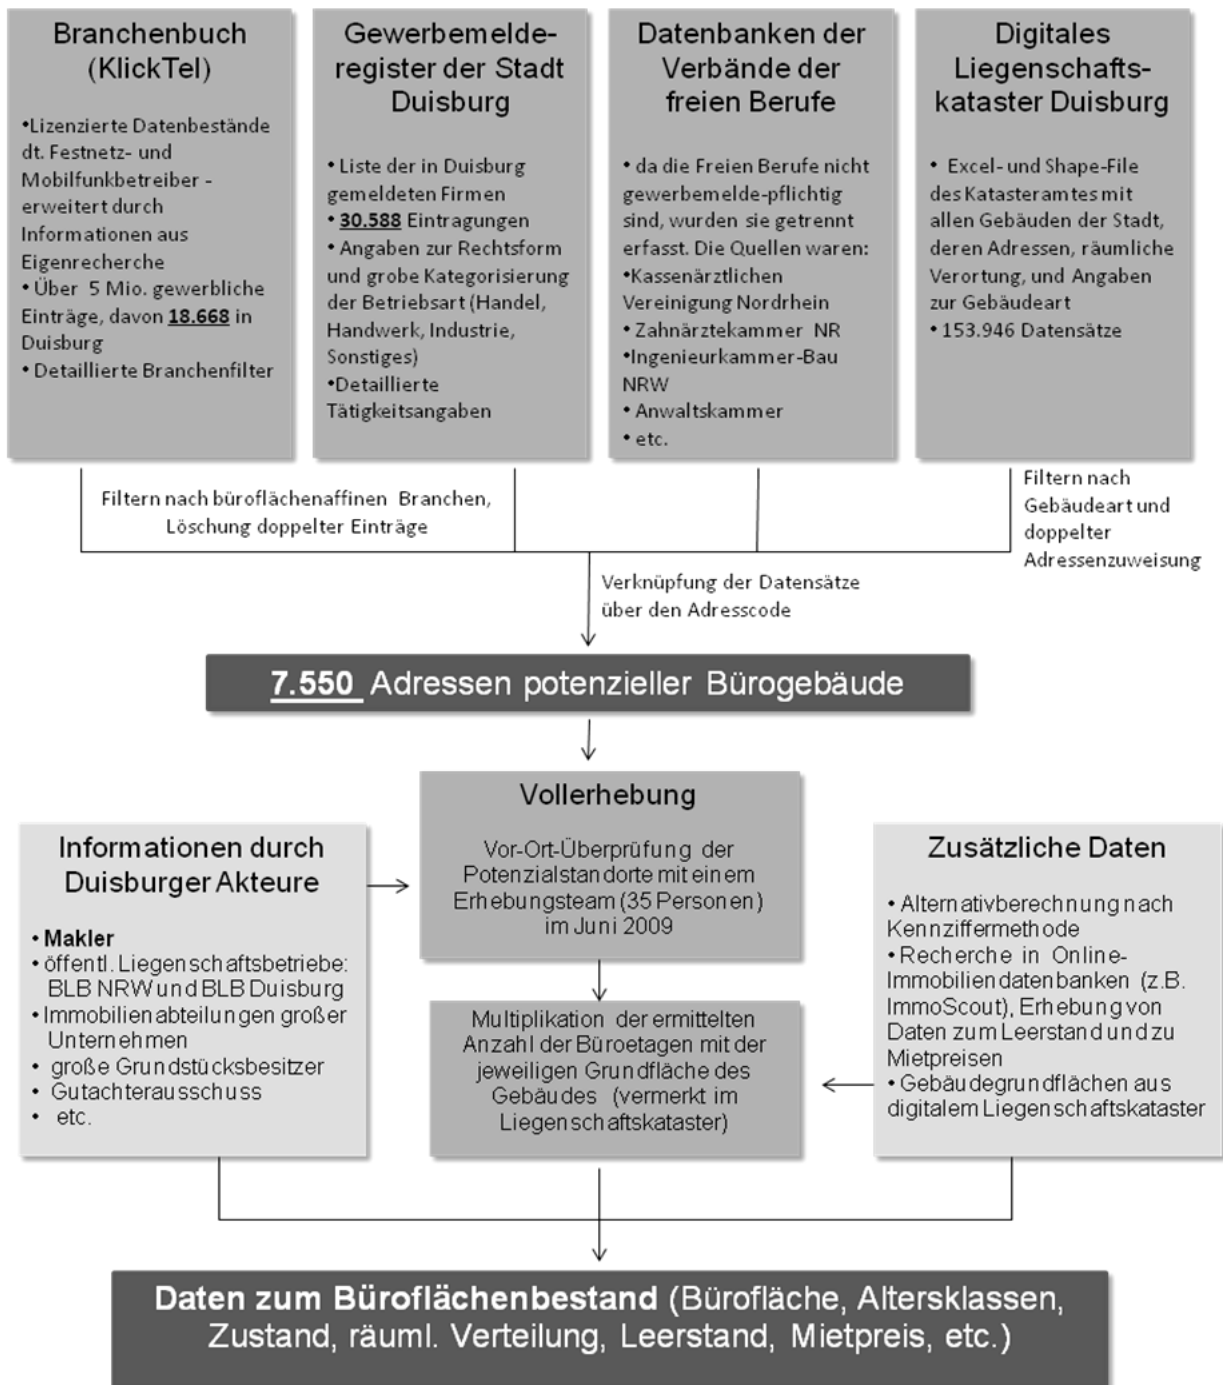 Branchenbuch
(KlickTel)
•Lizenzierte Datenbestände
dt. Festnetz- und
Mobilfunkbetreiber -
erweitert durch
Informationen aus
Eigenrecherche
• Über 5 Mio. gewerbliche
Einträge, davon 18.668 in
Duisburg
• Detaillierte Branchenfilter
Gewerbemelde-
register der Stadt
Duisburg
• Liste der in Duisburg
gemeldeten Firmen
• 30.588 Eintragungen
• Angaben zur Rechtsform
und grobe Kategorisierung
der Betriebsart (Handel,
Handwerk, Industrie,
Sonstiges)
•Detaillierte
Tätigkeitsangaben
Datenbanken der
Verbände der
freien Berufe
• da die Freien Berufe nicht
gewerbemelde-pflichtig
sind, wurden sie getrennt
erfasst. Die Quellen waren:
•Kassenärztlichen
Vereinigung Nordrhein
• Zahnärztekammer NR
•Ingenieurkammer-Bau
NRW
• Anwaltskammer
• etc.
Digitales
Liegenschafts-
kataster Duisburg
• Excel- und Shape-File
des Katasteramtes mit
allen Gebäuden der Stadt,
deren Adressen, räumliche
Verortung, und Angaben
zur Gebäudeart
• 153.946 Datensätze
Filtern nach büroflächenaffinen Branchen,
Löschung doppelter Einträge
Filtern nach
Gebäudeart und
doppelter
Adressenzuweisung
Verknüpfung der Datensätze
über den Adresscode
7.550 Adressen potenzieller Bürogebäude
Vollerhebung
Vor-Ort-Überprüfung der
Potenzialstandorte mit einem
Erhebungsteam (35 Personen)
im Juni 2009
Informationen durch
Duisburger Akteure
• Makler
• öffentl. Liegenschaftsbetriebe:
BLB NRW und BLB Duisburg
• Immobilienabteilungen großer
Unternehmen
• große Grundstücksbesitzer
• Gutachterausschuss
• etc.
Zusätzliche Daten
• Alternativberechnung nach
Kennziffermethode
• Recherche in Online-
Immobiliendatenbanken (z.B.
ImmoScout), Erhebung von
Daten zum Leerstand und zu
Mietpreisen
• Gebäudegrundflächen aus
digitalem Liegenschaftskataster
Multiplikation der ermittelten
Anzahl der Büroetagen mit der
jeweiligen Grundfläche des
Gebäudes (vermerkt im
Liegenschaftskataster)
Daten zum Büroflächenbestand (Bürofläche, Altersklassen,
Zustand, räuml. Verteilung, Leerstand, Mietpreis, etc.)